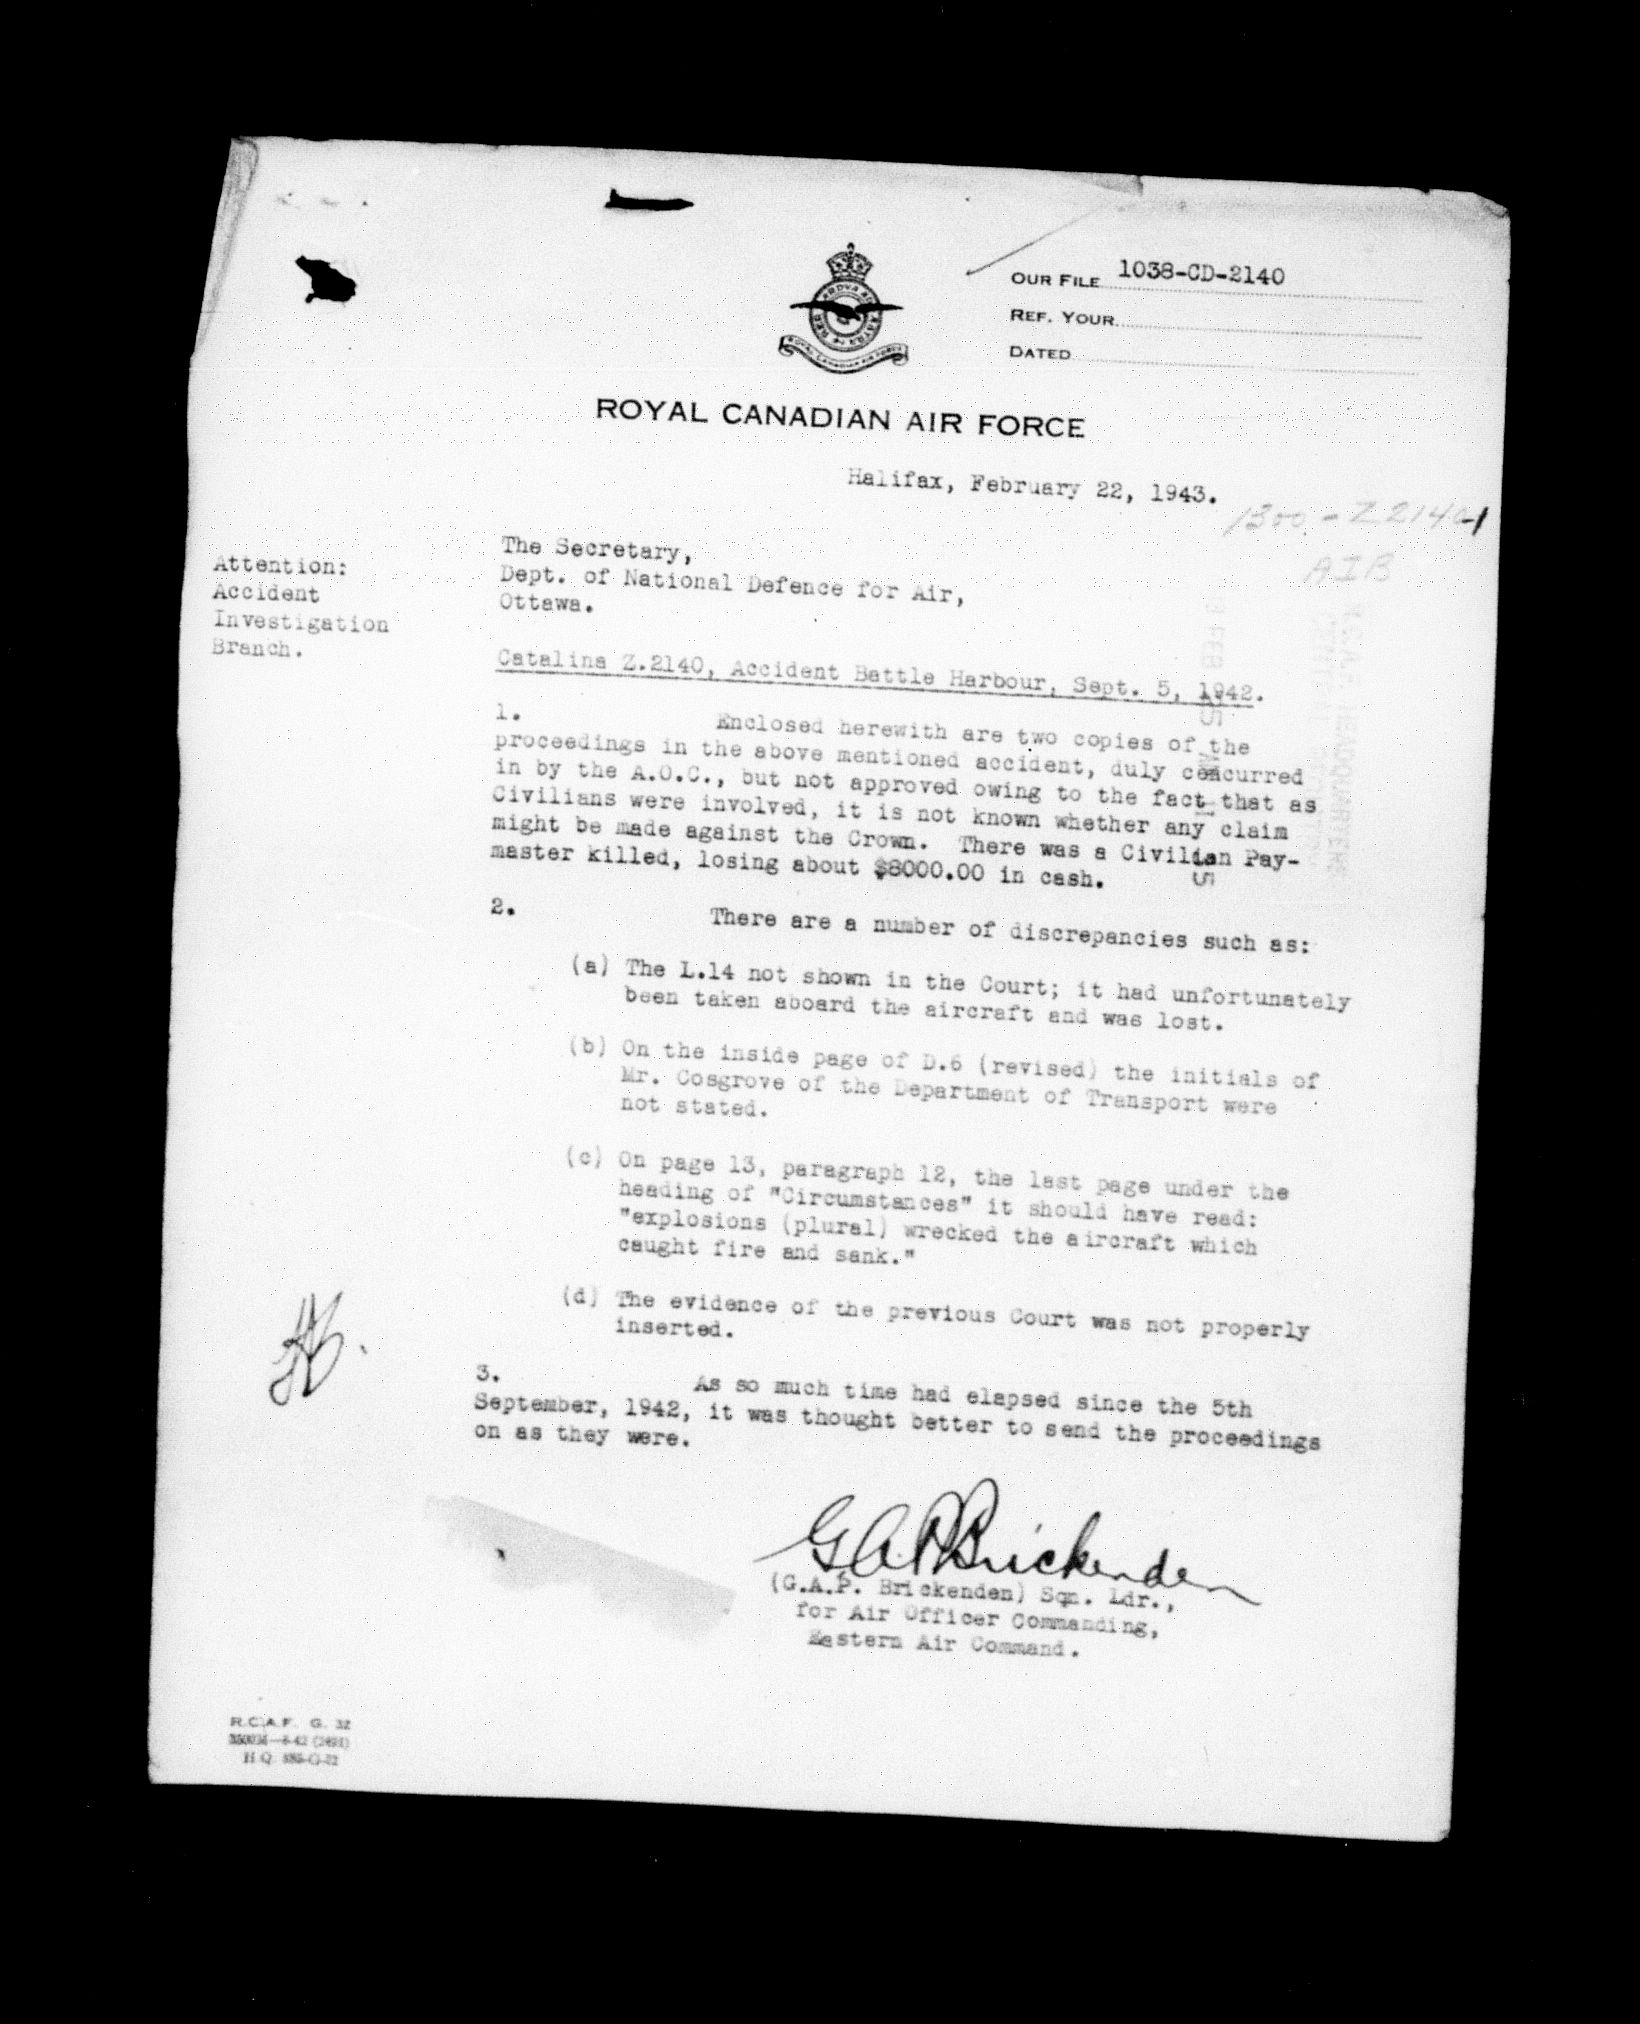 OUR FILE 1038-CD-2140
REF. YOUR
DATED
ROYAL CANADIAN AIR FORCE
Halifax, February 22, 1943.
1300-Z2140-1
AIB
Attention:
Accident
Investigation
Branch.
The Secretary,
Dept. of National Defence for Air,
Ottawa.
Catalina Z.2140, Accident Battle Harbour, Sept. 5, 1942.
1. Enclosed herewith are two copies of the
proceedings in the above mentioned accident, duly concurred
in by the A.O.C., but not approved owing to the fact that as
Civilians were involved, it is not known whether any claim
might be made against the Crown. There was a Civilian Pay-
master killed, losing about $8000.00 in cash.
2. There are a number of discrepancies such as:
(a) The L.14 not shown in the Court; it had unfortunately
been taken aboard the aircraft and was lost.
(b) On the inside page of D.6 (revised) the initials of
Mr. Cosgrove of the Department of Transport were
not stated.
(c) On page 13, paragraph 12, the last page under the
heading of "Circumstances" it should have read:
"explosions (plural) wrecked the aircraft which
caught fire and sank."
(d) The evidence of the previous Court was not properly
inserted.
3. As so much time had elapsed since the 5th
September, 1942, it was thought better to send the proceedings
on as they were.
G A P Brickenden
(G.A.P. Brickenden) Sqn. Ldr.,
for Air Officer Commanding,
Eastern Air Command.
R.C.A.F. G. 32